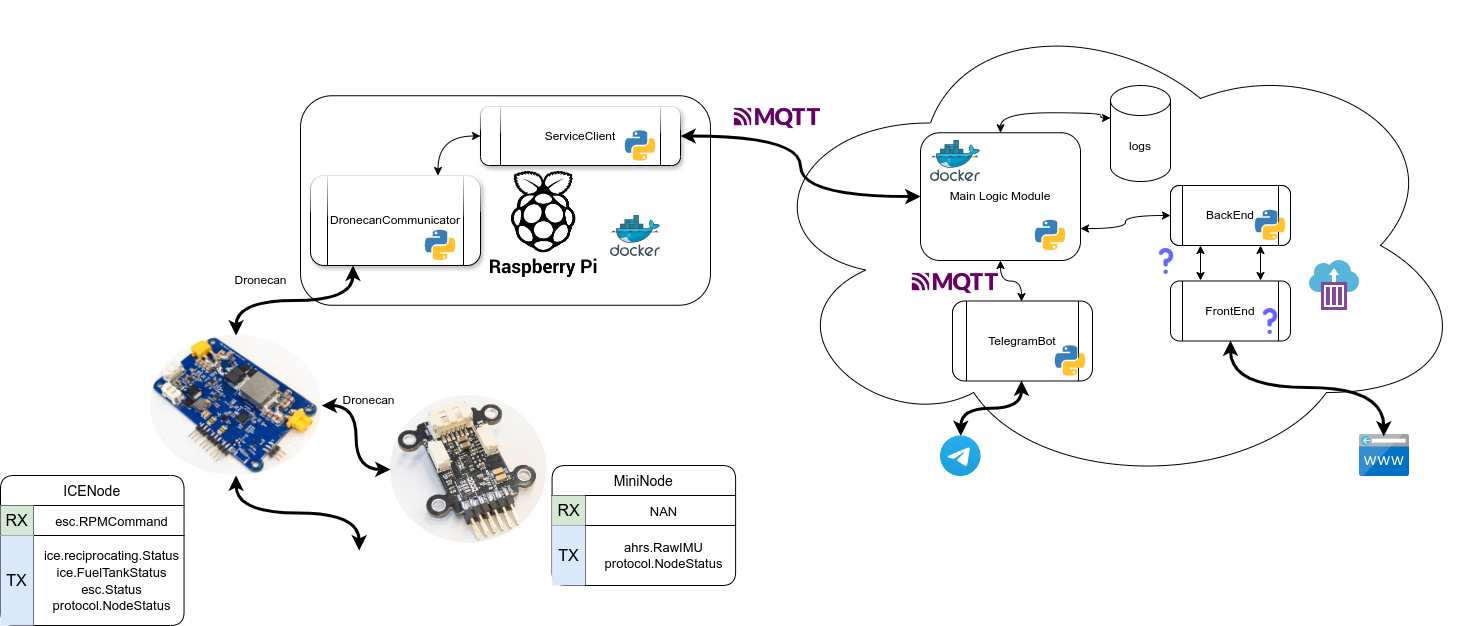 MQTT
ServiceClient
DronecanCommunicator
Raspberry Pi
docker
Dronecan
docker
Main Logic Module
logs
BackEnd
?
MQTT
FrontEnd
?
TelegramBot
WWW
Dronecan
ICENode
RX
esc.RPMCommand
TX
ice.reciprocating.Status
ice.FuelTankStatus
esc.Status
protocol.NodeStatus
MiniNode
RX
NAN
TX
ahrs.RawIMU
protocol.NodeStatus